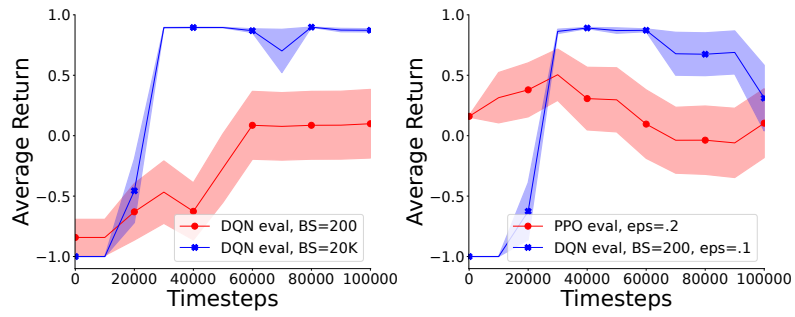 Average Return
1.0
0.5
0.0
−0.5
−1.0
DQN eval, BS=200
DQN eval, BS=20K
0 20000 40000 60000 80000 100000
Timesteps
Average Return
1.0
0.5
0.0
−0.5
−1.0
PPO eval, eps=.2
DQN eval, BS=200, eps=.1
0 20000 40000 60000 80000 100000
Timesteps